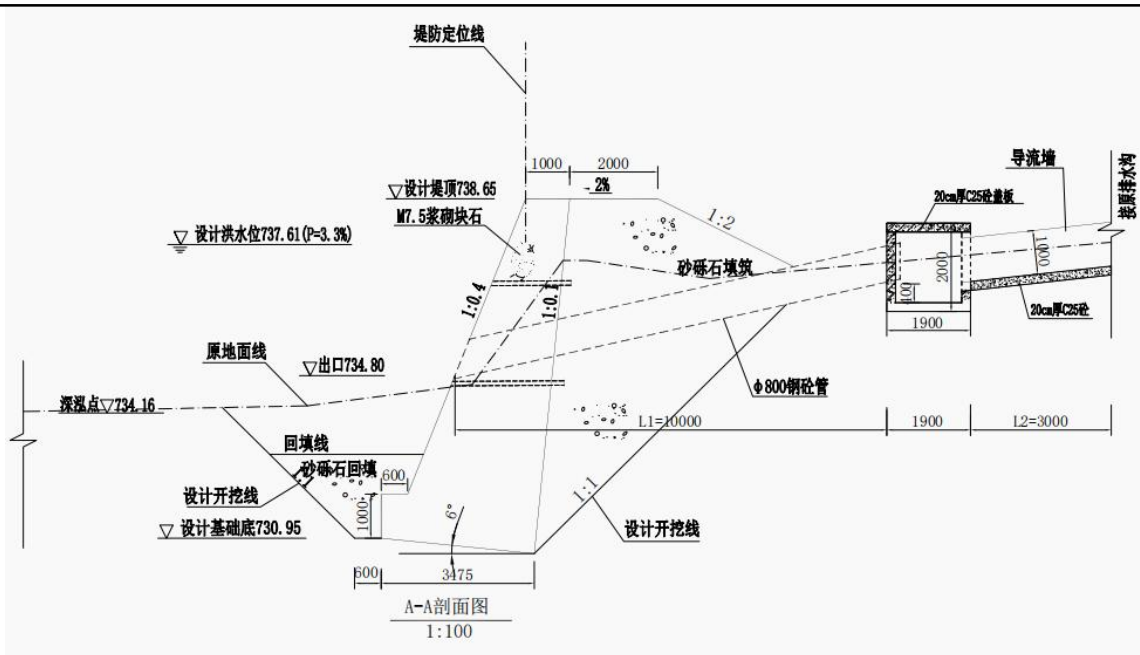 堤防定位线
1000
2000
设计堤顶738.65
2%
导流墙
M7.5浆砌块石
1:2
20cm厚C25砼盖板
接原排水沟
设计洪水位737.61(P=3.3%)
砂砾石填筑
2000
1000
400
1:0.4
1:0.1
20cm厚C25砼
1900
原地面线
出口734.80
φ800钢砼管
深泓点734.16
L1=10000
1900
L2=3000
回填线
砂砾石回填
600
设计开挖线
1000
6°
1:1
设计开挖线
设计基础底730.95
600
3475
A-A剖面图
1:100